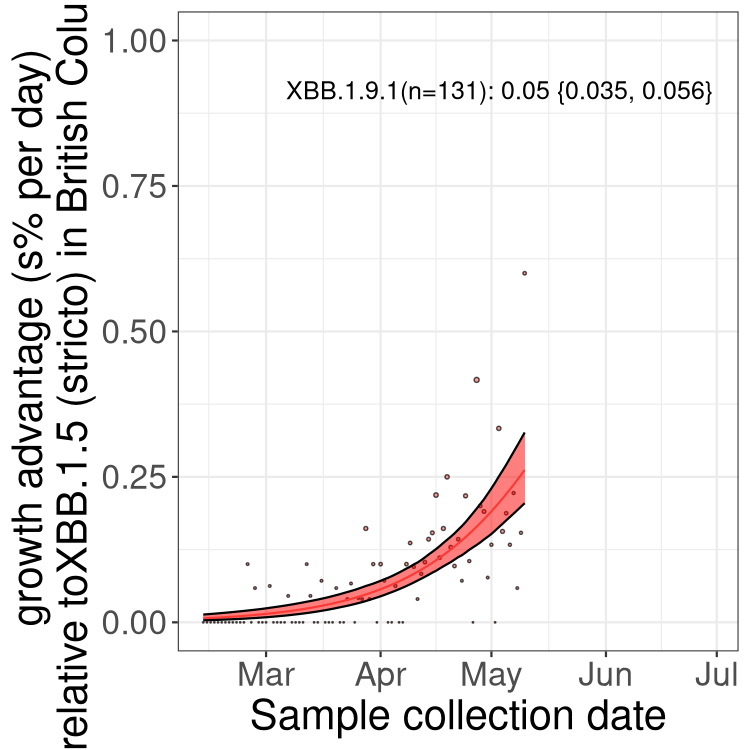 growth advantage (s% per day)
relative toXBB.1.5 (stricto) in British Colu
1.00
0.75
0.50
0.25
0.00
XBB.1.9.1(n=131): 0.05 {0.035, 0.056}
Mar Apr May Jun Jul
Sample collection date